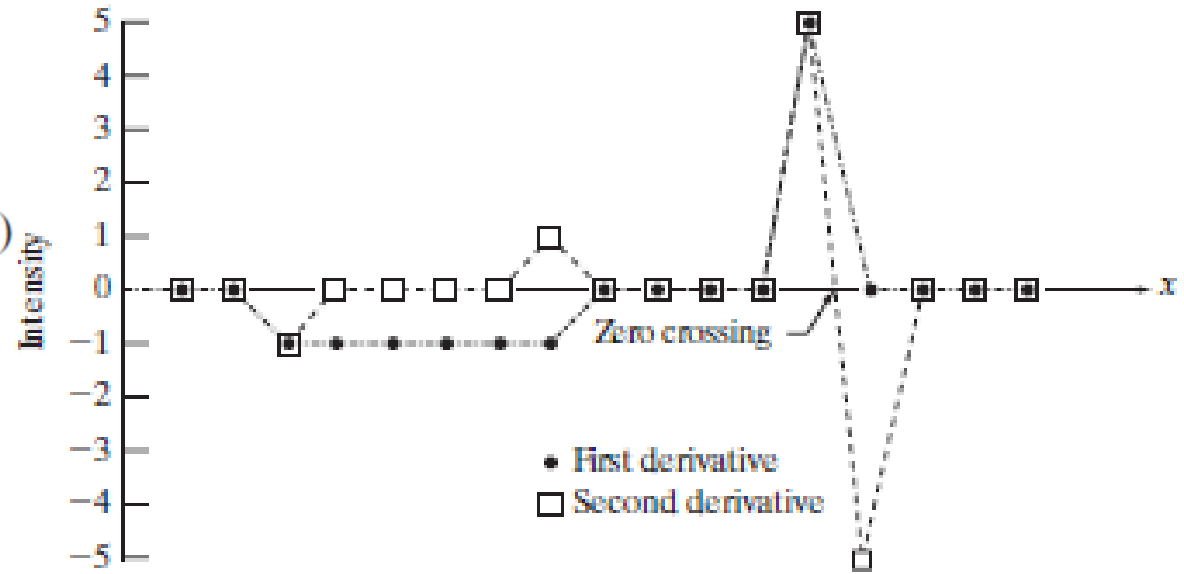 5
4
3
2
1
)
0
x
Intensity
Zero crossing
−1
−2
−3
First derivative
−4
Second derivative
−5